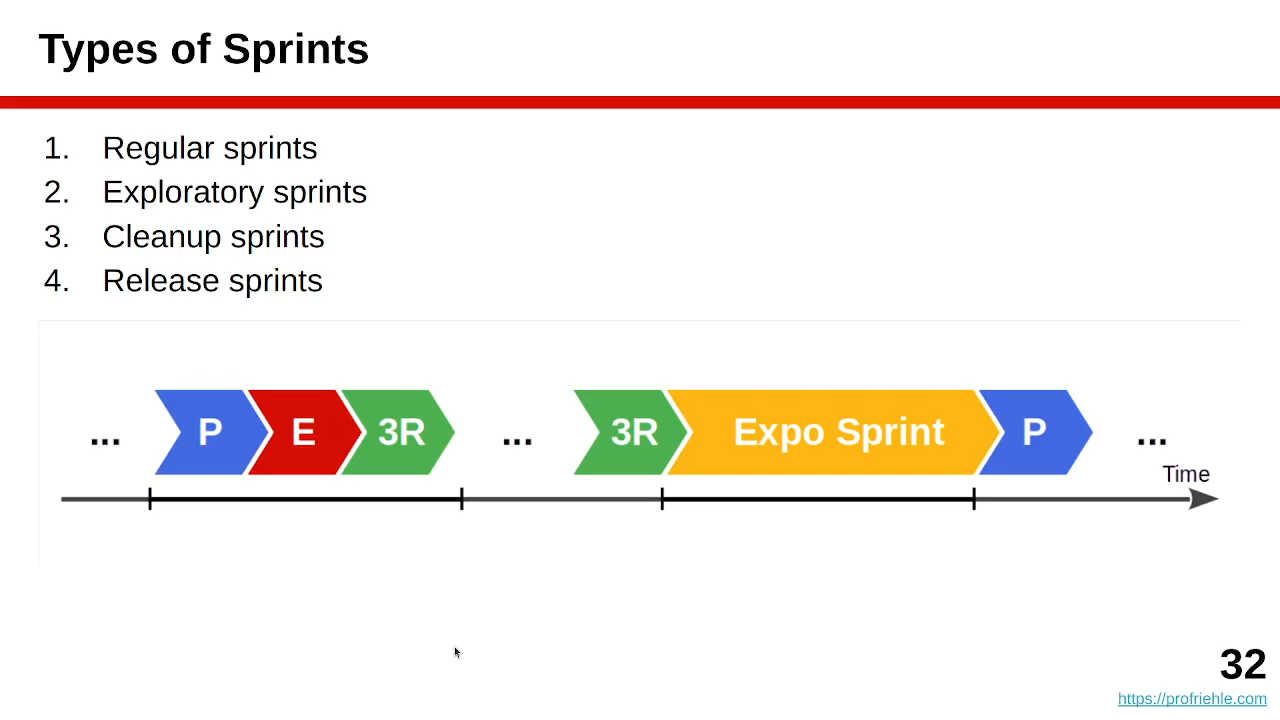 Types of Sprints
1. Regular sprints
2. Exploratory sprints
3. Cleanup sprints
4. Release sprints
... P E 3R ... 3R Expo Sprint P ...
Time
32
https://profriehle.com